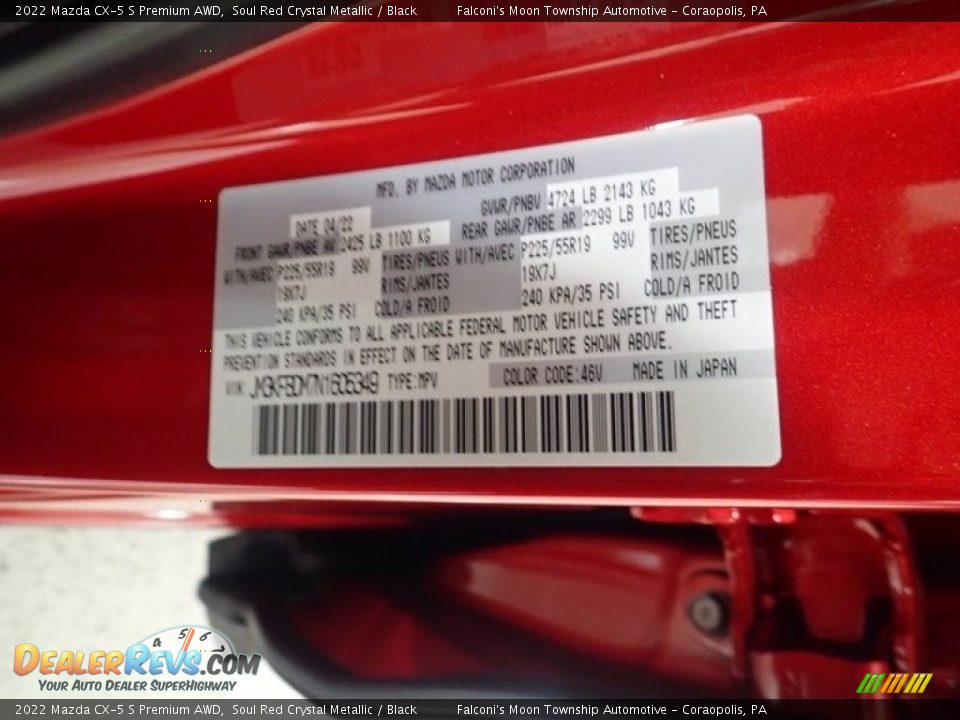 2022 Mazda CX-5 S Premium AWD, Soul Red Crystal Metallic / Black Falconi's Moon Township Automotive - Coraopolis, PA
MFD. BY MAZDA MOTOR CORPORATION
DATE 04/22 GVWR/PNBV 4724 LB 2143 KG
FRONT GAWR/PNBE AV 2425 LB 1100 KG REAR GAWR/PNBE AR 2299 LB 1043 KG
WITH/AVEC P225/55R19 99V TIRES/PNEUS WITH/AVEC P225/55R19 99V TIRES/PNEUS
19X7J RIMS/JANTES 19X7J RIMS/JANTES
240 KPA/35 PSI COLD/A FROID 240 KPA/35 PSI COLD/A FROID
THIS VEHICLE CONFORMS TO ALL APPLICABLE FEDERAL MOTOR VEHICLE SAFETY AND THEFT
PREVENTION STANDARDS IN EFFECT ON THE DATE OF MANUFACTURE SHOWN ABOVE.
VIN: JM3KFBDM7N1605349 TYPE:MPV COLOR CODE:46V MADE IN JAPAN
4 5 6
DEALERREVS.COM
YOUR AUTO DEALER SUPERHIGHWAY
2022 Mazda CX-5 S Premium AWD, Soul Red Crystal Metallic / Black Falconi's Moon Township Automotive - Coraopolis, PA